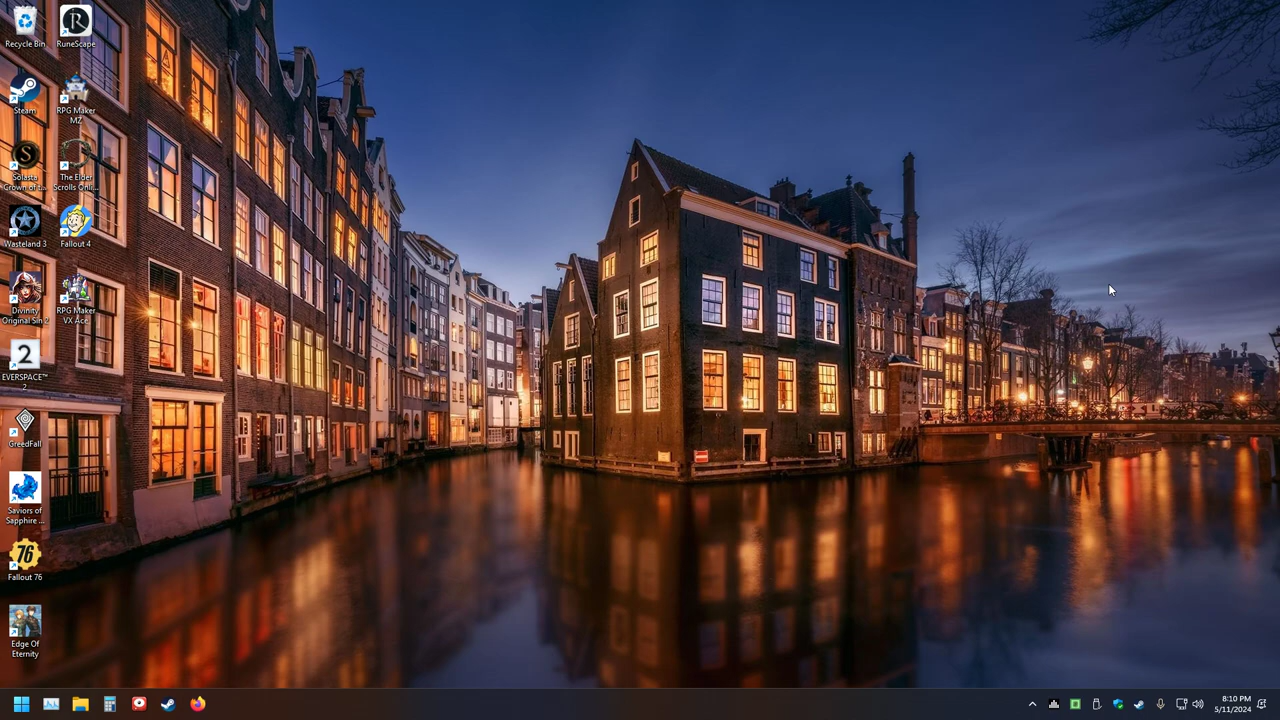 Recycle Bin
RuneScape
Steam
RPG Maker
MZ
Solasta
Crown of t...
The Elder
Scrolls Onli...
Wasteland 3
Fallout 4
Divinity
Original Sin 2
RPG Maker
VX Ace
2
EVERSPACE™
2
GreedFall
Saviors of
Sapphire ...
76
Fallout 76
Edge Of
Eternity
8:10 PM
5/11/2024